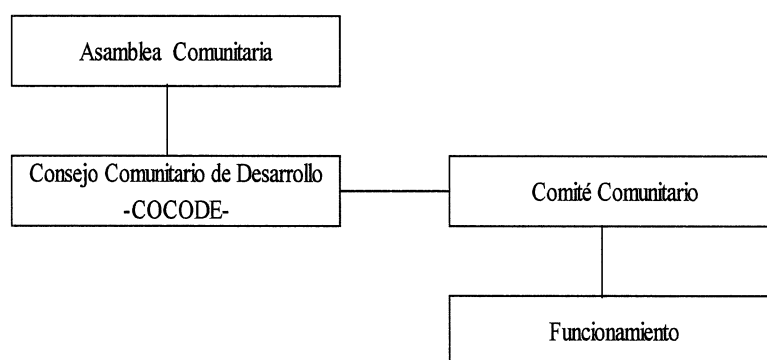 Asamblea Comunitaria
Consejo Comunitario de Desarrollo
-COCODE-
Comité Comunitario
Funcionamiento